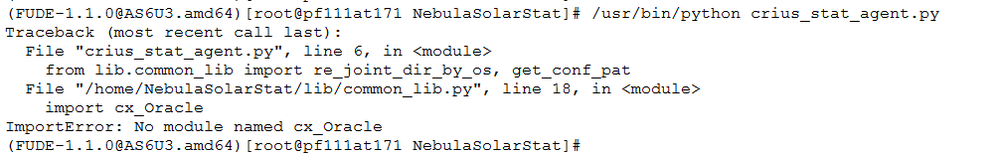 (FUDE-1.1.0@AS6U3.amd64)[root@pf111at171 NebulaSolarStat]# /usr/bin/python crius_stat_agent.py
Traceback (most recent call last):
  File "crius_stat_agent.py", line 6, in <module>
    from lib.common_lib import re_joint_dir_by_os, get_conf_pat
  File "/home/NebulaSolarStat/lib/common_lib.py", line 18, in <module>
    import cx_Oracle
ImportError: No module named cx_Oracle
(FUDE-1.1.0@AS6U3.amd64)[root@pf111at171 NebulaSolarStat]#